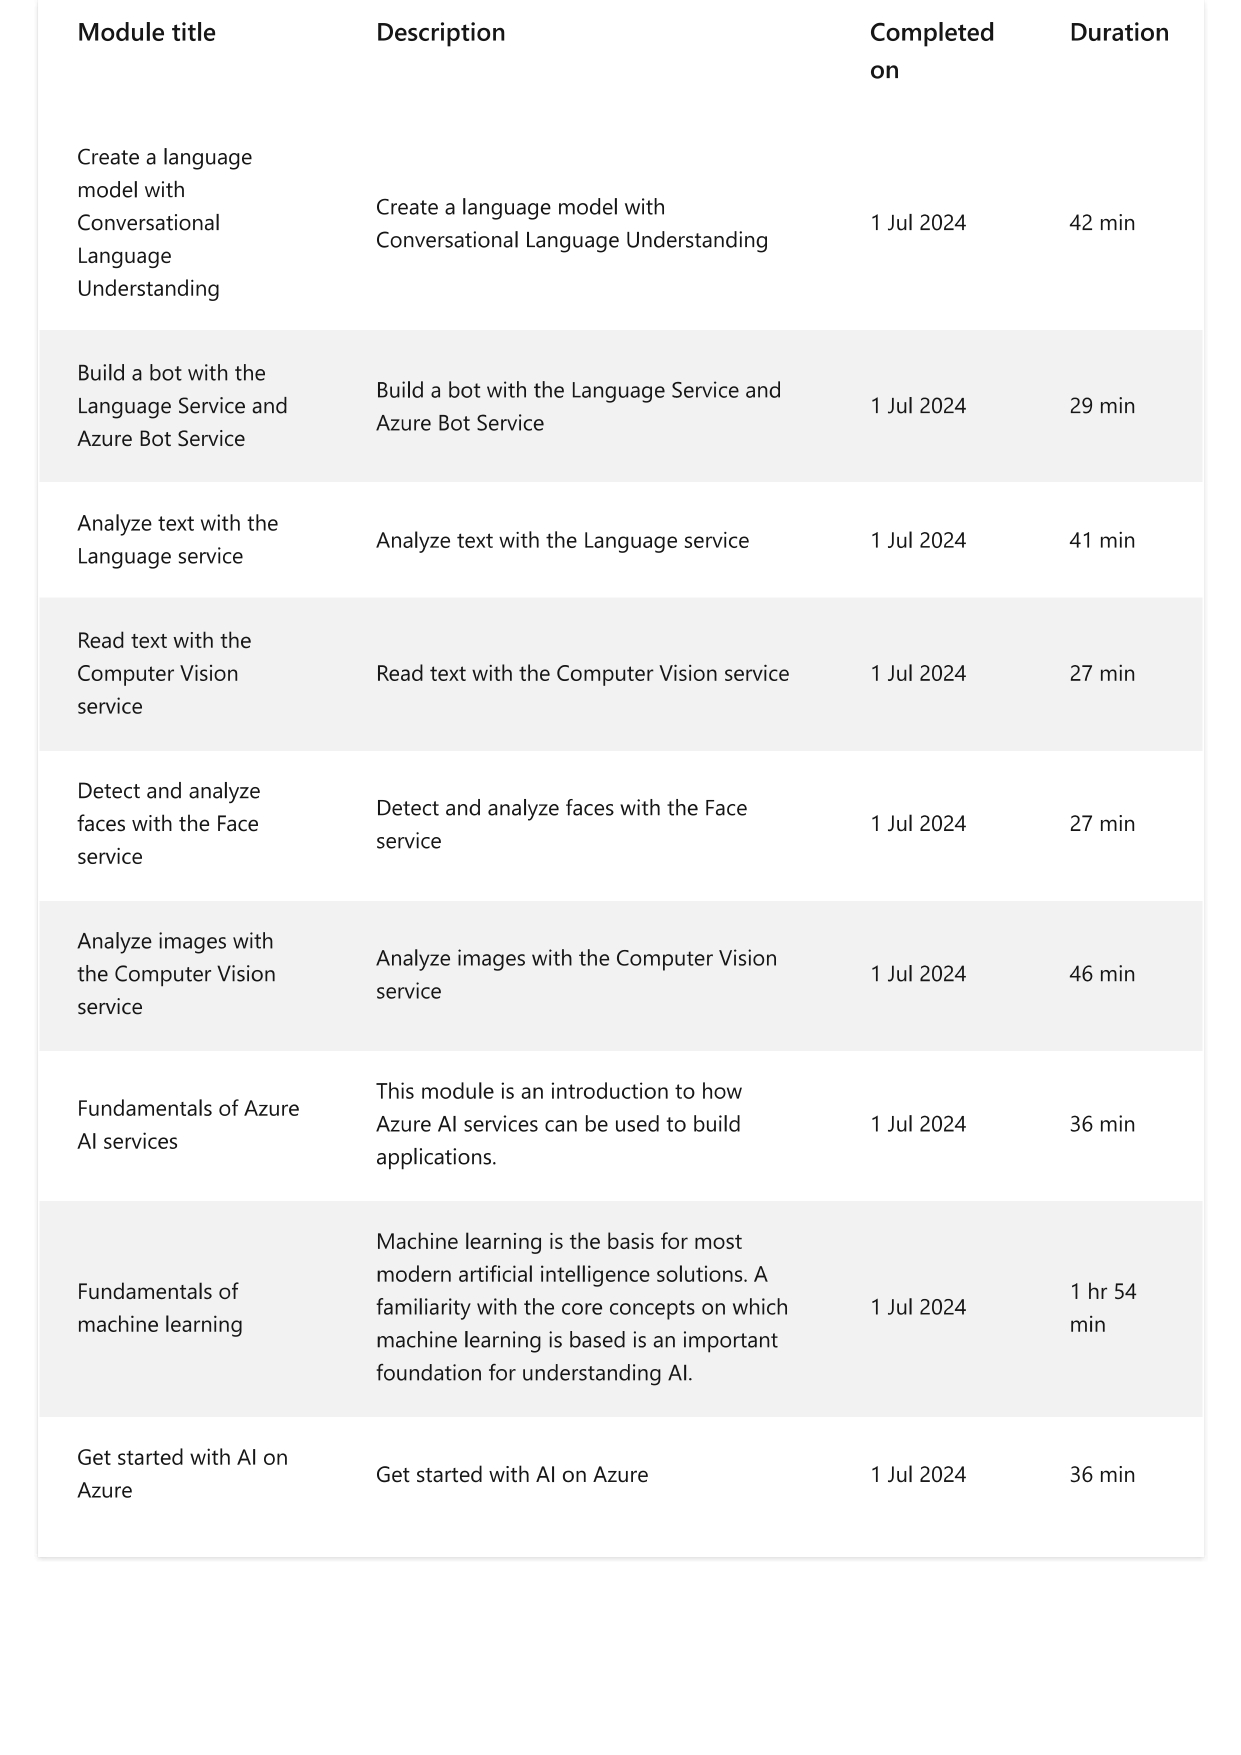 Module title
Description
Completed
on
Duration
Create a language
model with
Conversational
Language
Understanding
Create a language model with
Conversational Language Understanding
1 Jul 2024
42 min
Build a bot with the
Language Service and
Azure Bot Service
Build a bot with the Language Service and
Azure Bot Service
1 Jul 2024
29 min
Analyze text with the
Language service
Analyze text with the Language service
1 Jul 2024
41 min
Read text with the
Computer Vision
service
Read text with the Computer Vision service
1 Jul 2024
27 min
Detect and analyze
faces with the Face
service
Detect and analyze faces with the Face
service
1 Jul 2024
27 min
Analyze images with
the Computer Vision
service
Analyze images with the Computer Vision
service
1 Jul 2024
46 min
Fundamentals of Azure
AI services
This module is an introduction to how
Azure AI services can be used to build
applications.
1 Jul 2024
36 min
Fundamentals of
machine learning
Machine learning is the basis for most
modern artificial intelligence solutions. A
familiarity with the core concepts on which
machine learning is based is an important
foundation for understanding AI.
1 Jul 2024
1 hr 54
min
Get started with AI on
Azure
Get started with AI on Azure
1 Jul 2024
36 min